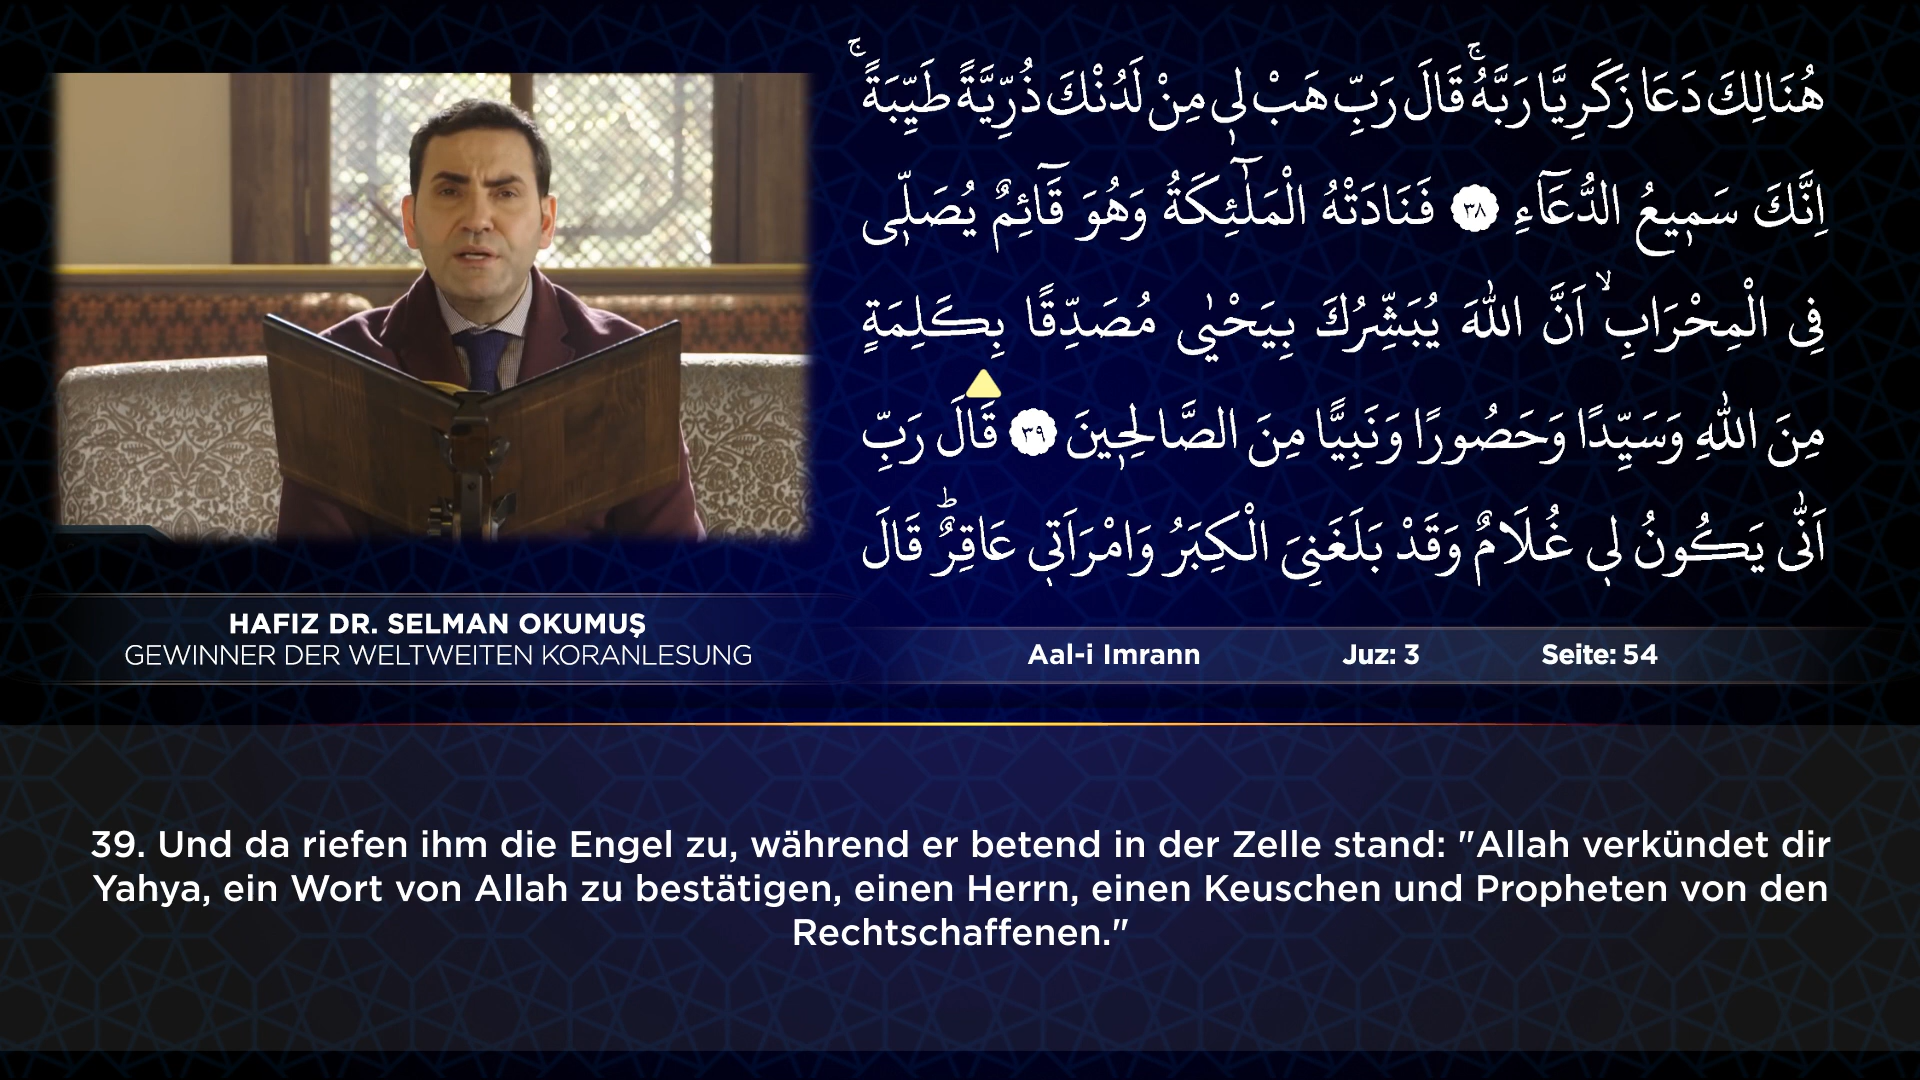 هُنَالِكَ دَعَا زَكَرِيَّا رَبَّهُۚ قَالَ رَبِّ هَبْ ل۪ي مِنْ لَدُنْكَ ذُرِّيَّةً طَيِّبَةًۚ
اِنَّكَ سَم۪يعُ الدُّعَٓاءِ ﴿٣٨﴾ فَنَادَتْهُ الْمَلٰٓئِكَةُ وَهُوَ قَٓائِمٌ يُصَلّ۪ي
فِي الْمِحْرَابِۙ اَنَّ اللّٰهَ يُبَشِّرُكَ بِيَحْيٰى مُصَدِّقًا بِكَلِمَةٍ
مِنَ اللّٰهِ وَسَيِّدًا وَحَصُورًا وَنَبِيًّا مِنَ الصَّالِح۪ينَ ﴿٣٩﴾ قَالَ رَبِّ
اَنّٰى يَكُونُ ل۪ي غُلَامٌ وَقَدْ بَلَغَنِيَ الْكِبَرُ وَامْرَاَت۪ي عَاقِرٌۜ قَالَ
HAFIZ DR. SELMAN OKUMUŞ
GEWINNER DER WELTWEITEN KORANLESUNG
Aal-i Imrann Juz: 3 Seite: 54
39. Und da riefen ihm die Engel zu, während er betend in der Zelle stand: "Allah verkündet dir
Yahya, ein Wort von Allah zu bestätigen, einen Herrn, einen Keuschen und Propheten von den
Rechtschaffenen."